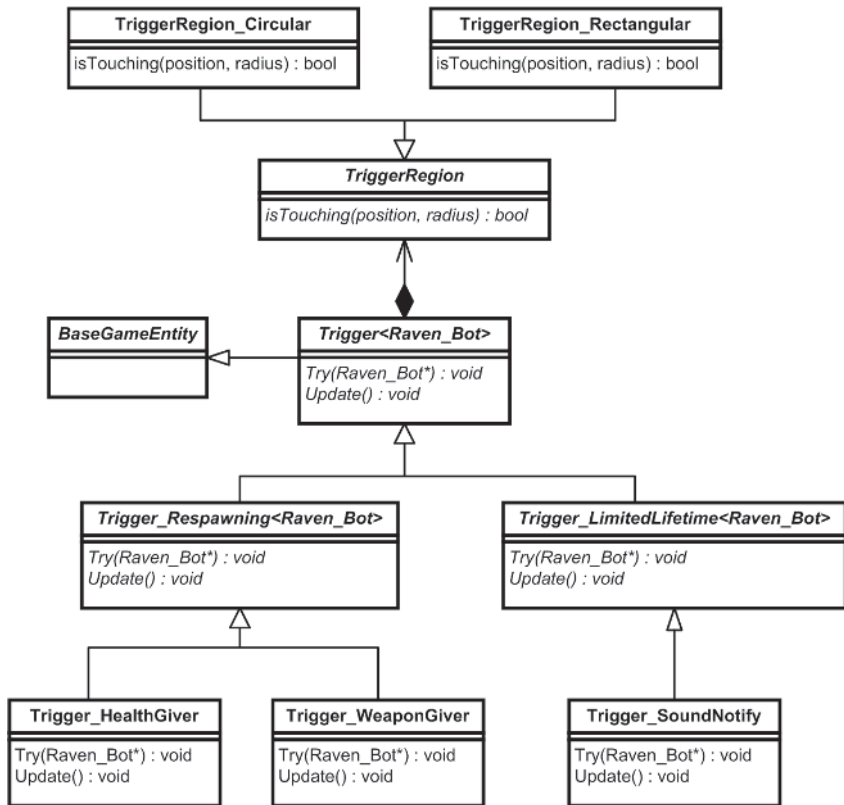 TriggerRegion_Circular
isTouching(position, radius) : bool
TriggerRegion_Rectangular
isTouching(position, radius) : bool
TriggerRegion
isTouching(position, radius) : bool
BaseGameEntity
Trigger<Raven_Bot>
Try(Raven_Bot*) : void
Update() : void
Trigger_Respawning<Raven_Bot>
Try(Raven_Bot*) : void
Update() : void
Trigger_LimitedLifetime<Raven_Bot>
Try(Raven_Bot*) : void
Update() : void
Trigger_HealthGiver
Try(Raven_Bot*) : void
Update() : void
Trigger_WeaponGiver
Try(Raven_Bot*) : void
Update() : void
Trigger_SoundNotify
Try(Raven_Bot*) : void
Update() : void